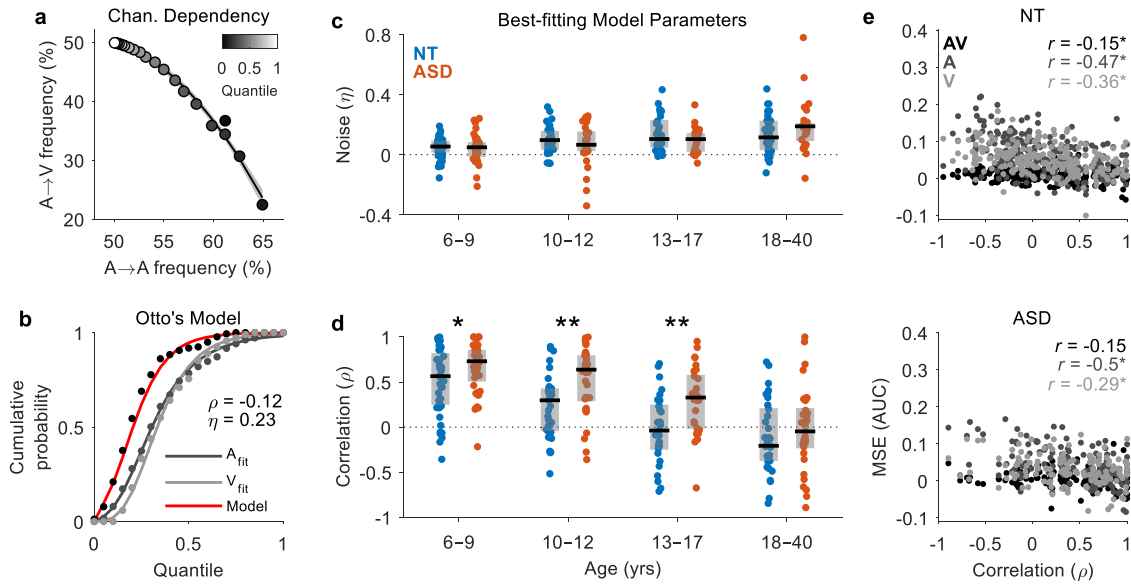 a
Chan. Dependency
A→V frequency (%)
50
40
30
20
0 0.5 1
Quantile
50 55 60 65
A→A frequency (%)
b
Otto's Model
Cumulative
probability
1
0.5
0
ρ = -0.12
η = 0.23
A fit
V fit
Model
0 0.5 1
Quantile
c
Best-fitting Model Parameters
NT
ASD
Noise (η)
0.8
0.4
0
-0.4
6–9 10–12 13–17 18–40
d
* ** **
Correlation (ρ)
1
0.5
0
-0.5
-1
6–9 10–12 13–17 18–40
Age (yrs)
e
NT
AV r = -0.15*
A r = -0.47*
V r = -0.36*
0.4
0.3
0.2
0.1
0
-0.1
-1 -0.5 0 0.5 1
ASD
r = -0.15
r = -0.5*
r = -0.29*
MSE (AUC)
0.4
0.3
0.2
0.1
0
-0.1
-1 -0.5 0 0.5 1
Correlation (ρ)